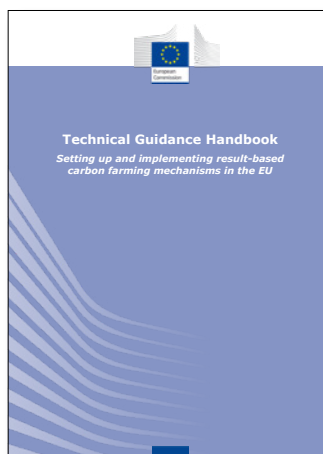 European
Commission
Technical Guidance Handbook
Setting up and implementing result-based
carbon farming mechanisms in the EU